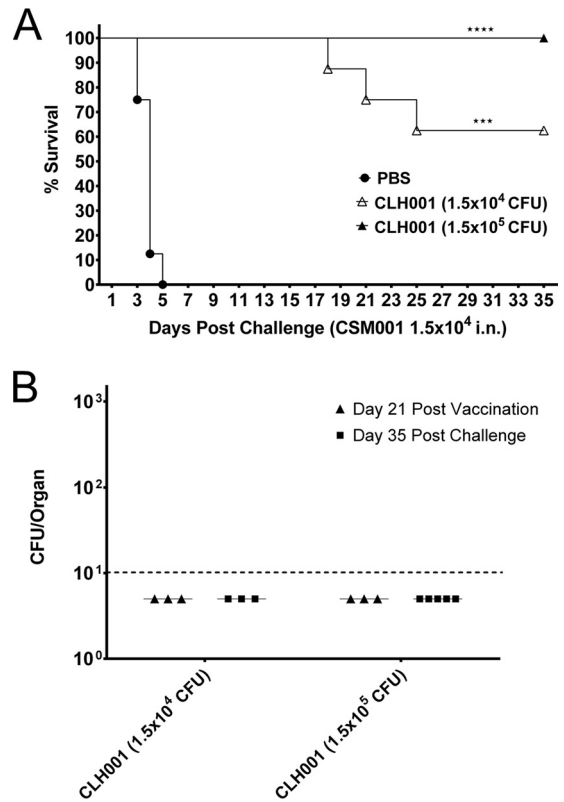 A
****
***
% Survival
100
90
80
70
60
50
40
30
20
10
0
PBS
CLH001 (1.5x10⁴ CFU)
CLH001 (1.5x10⁵ CFU)
1 3 5 7 9 11 13 15 17 19 21 23 25 27 29 31 33 35
Days Post Challenge (CSM001 1.5x10⁴ i.n.)
B
CFU/Organ
10³
10²
10¹
10⁰
Day 21 Post Vaccination
Day 35 Post Challenge
CLH001 (1.5x10⁴ CFU)
CLH001 (1.5x10⁵ CFU)